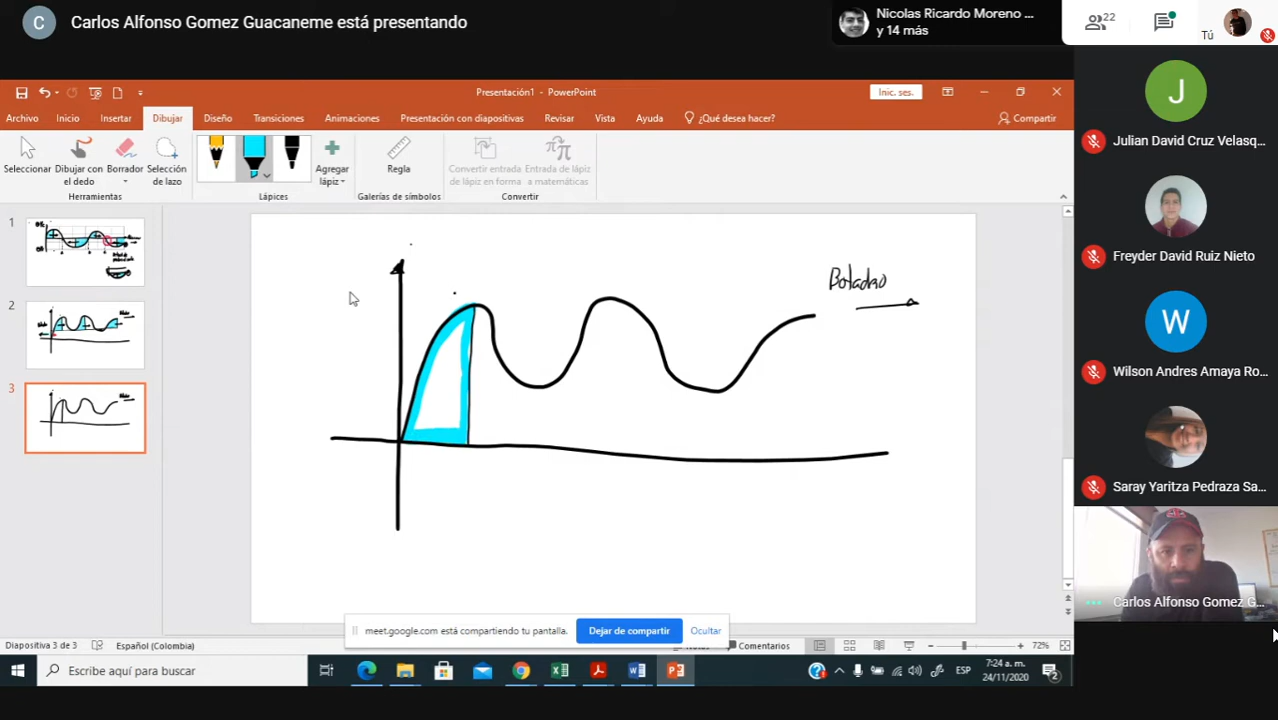 C
Carlos Alfonso Gomez Guacaneme está presentando
Nicolas Ricardo Moreno ...
y 14 más
22
Tú
Presentación1 - PowerPoint
Inic. ses.
Archivo
Inicio
Insertar
Dibujar
Diseño
Transiciones
Animaciones
Presentación con diapositivas
Revisar
Vista
Ayuda
¿Qué desea hacer?
Compartir
Seleccionar
Dibujar con
el dedo
Borrador
Selección
de lazo
Agregar
lápiz
Regla
Convertir entrada
de lápiz en forma
Entrada de lápiz
a matemáticas
Herramientas
Lápices
Galerías de símbolos
Convertir
1
2
3
J
Julian David Cruz Velasq...
Freyder David Ruiz Nieto
W
Wilson Andres Amaya Ro...
Saray Yaritza Pedraza Sa...
Carlos Alfonso Gomez G...
meet.google.com está compartiendo tu pantalla.
Dejar de compartir
Ocultar
Diapositiva 3 de 3
Español (Colombia)
Comentarios
72%
Escribe aquí para buscar
ESP
7:24 a. m.
24/11/2020
2